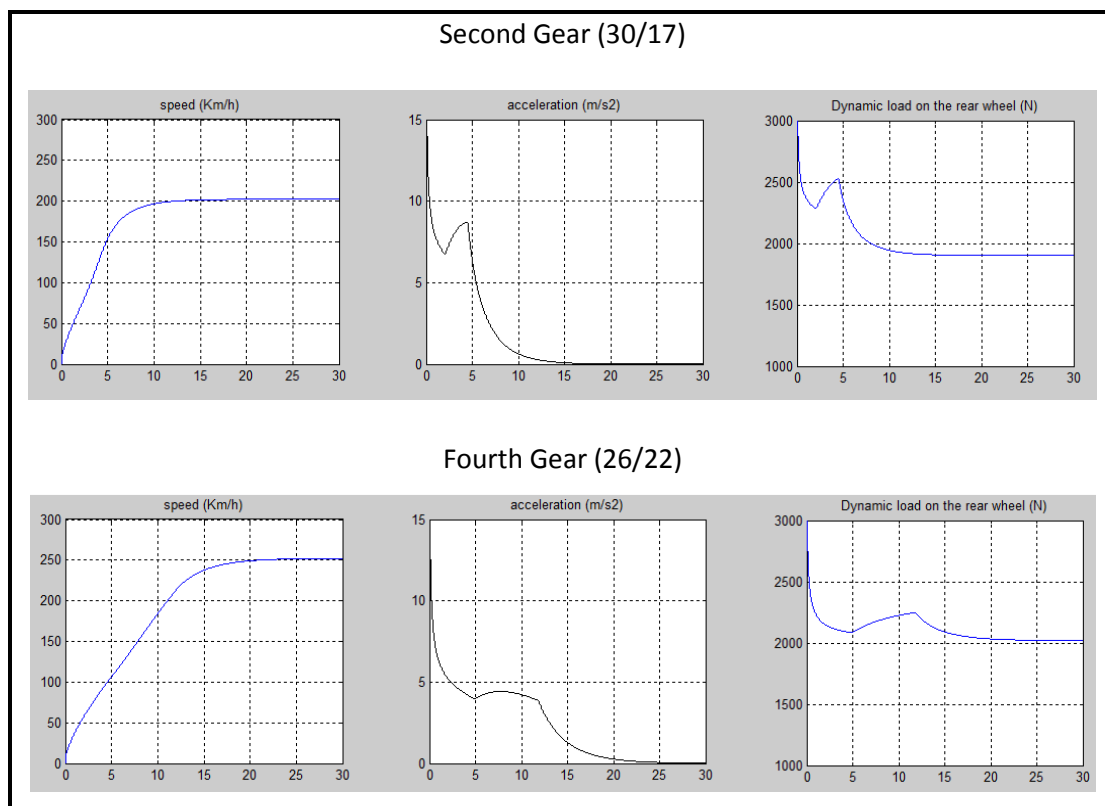 Second Gear (30/17)
speed (Km/h)
acceleration (m/s2)
Dynamic load on the rear wheel (N)
300
250
200
150
100
50
0
0 5 10 15 20 25 30
15
10
5
0
0 5 10 15 20 25 30
3000
2500
2000
1500
1000
0 5 10 15 20 25 30
Fourth Gear (26/22)
speed (Km/h)
acceleration (m/s2)
Dynamic load on the rear wheel (N)
300
250
200
150
100
50
0
0 5 10 15 20 25 30
15
10
5
0
0 5 10 15 20 25 30
3000
2500
2000
1500
1000
0 5 10 15 20 25 30